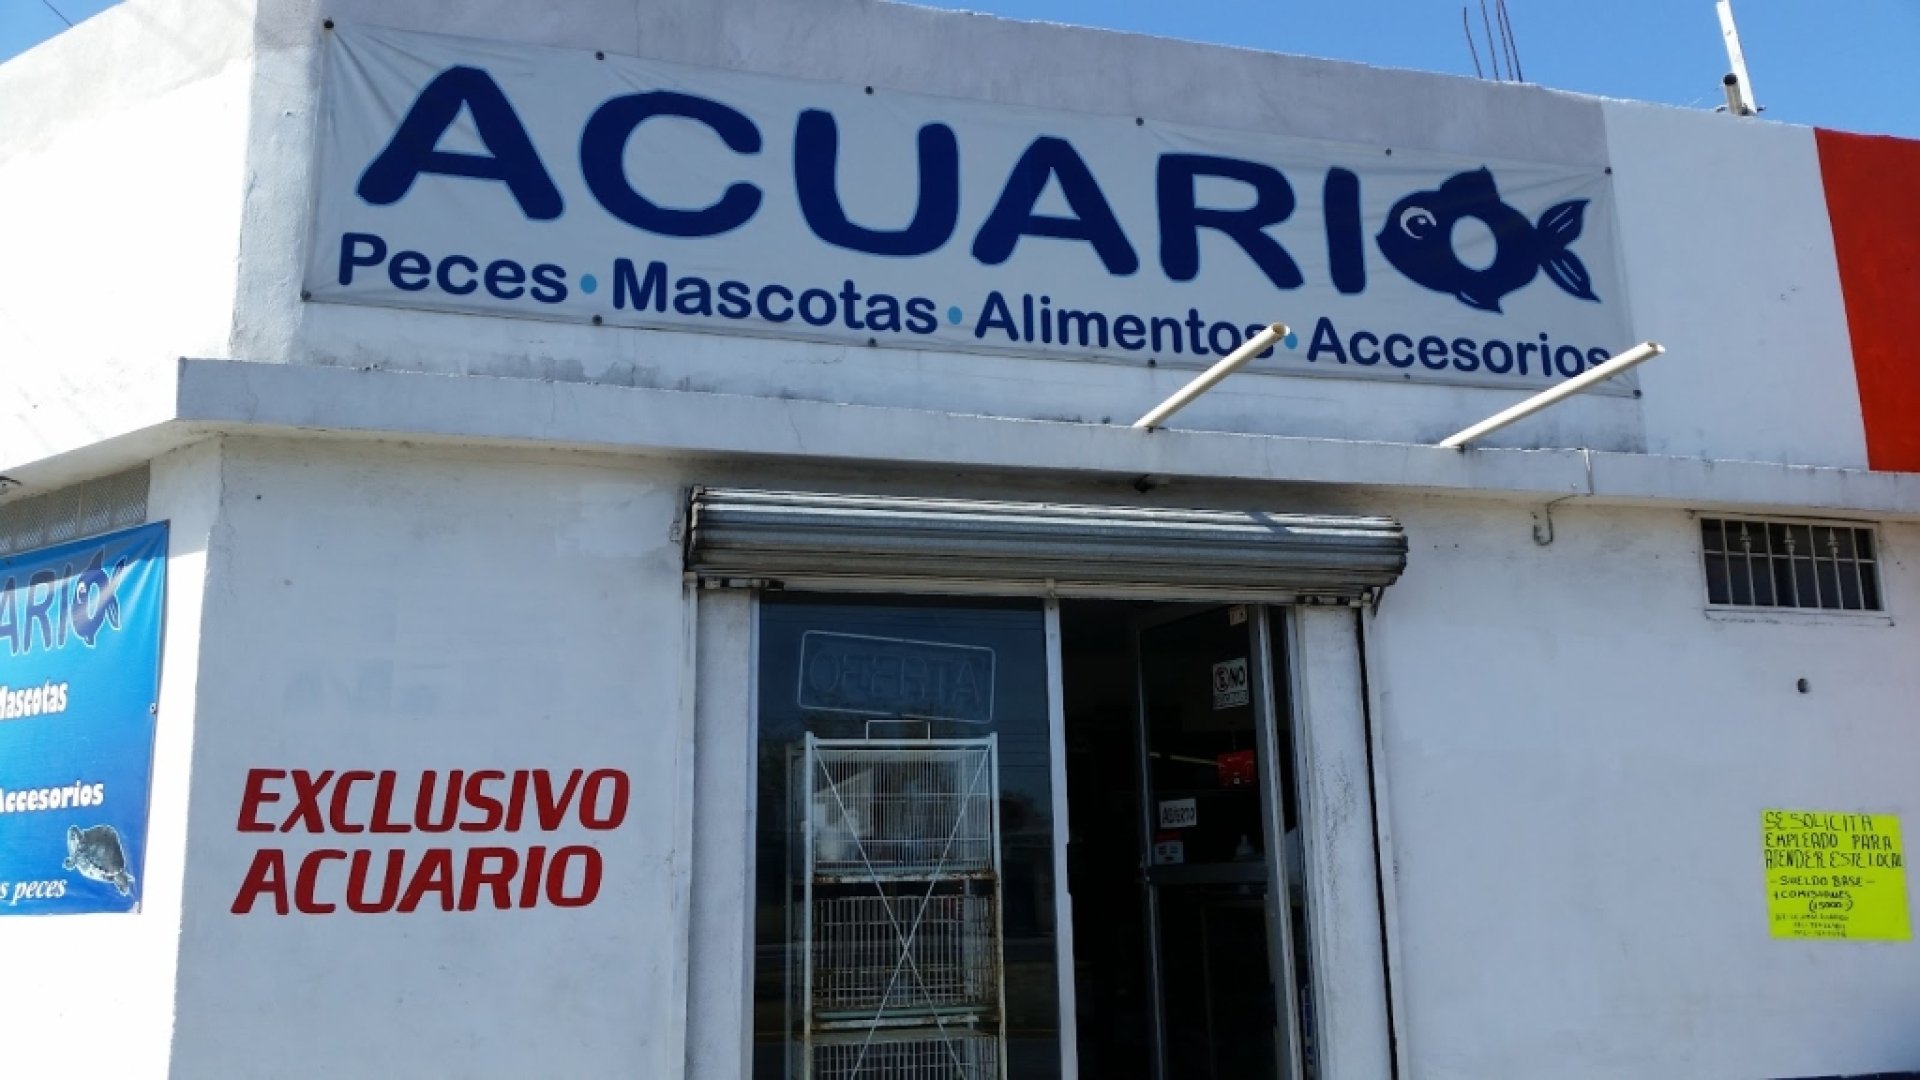 ACUARIO
Peces • Mascotas • Alimentos • Accesorios
ARIO
Mascotas
Accesorios
s peces
EXCLUSIVO
ACUARIO
NO
ABIERTO
SE SOLICITA
EMPLEADO PARA
ATENDER ESTE LOCAL
- SUELDO BASE -
+ COMISIONES